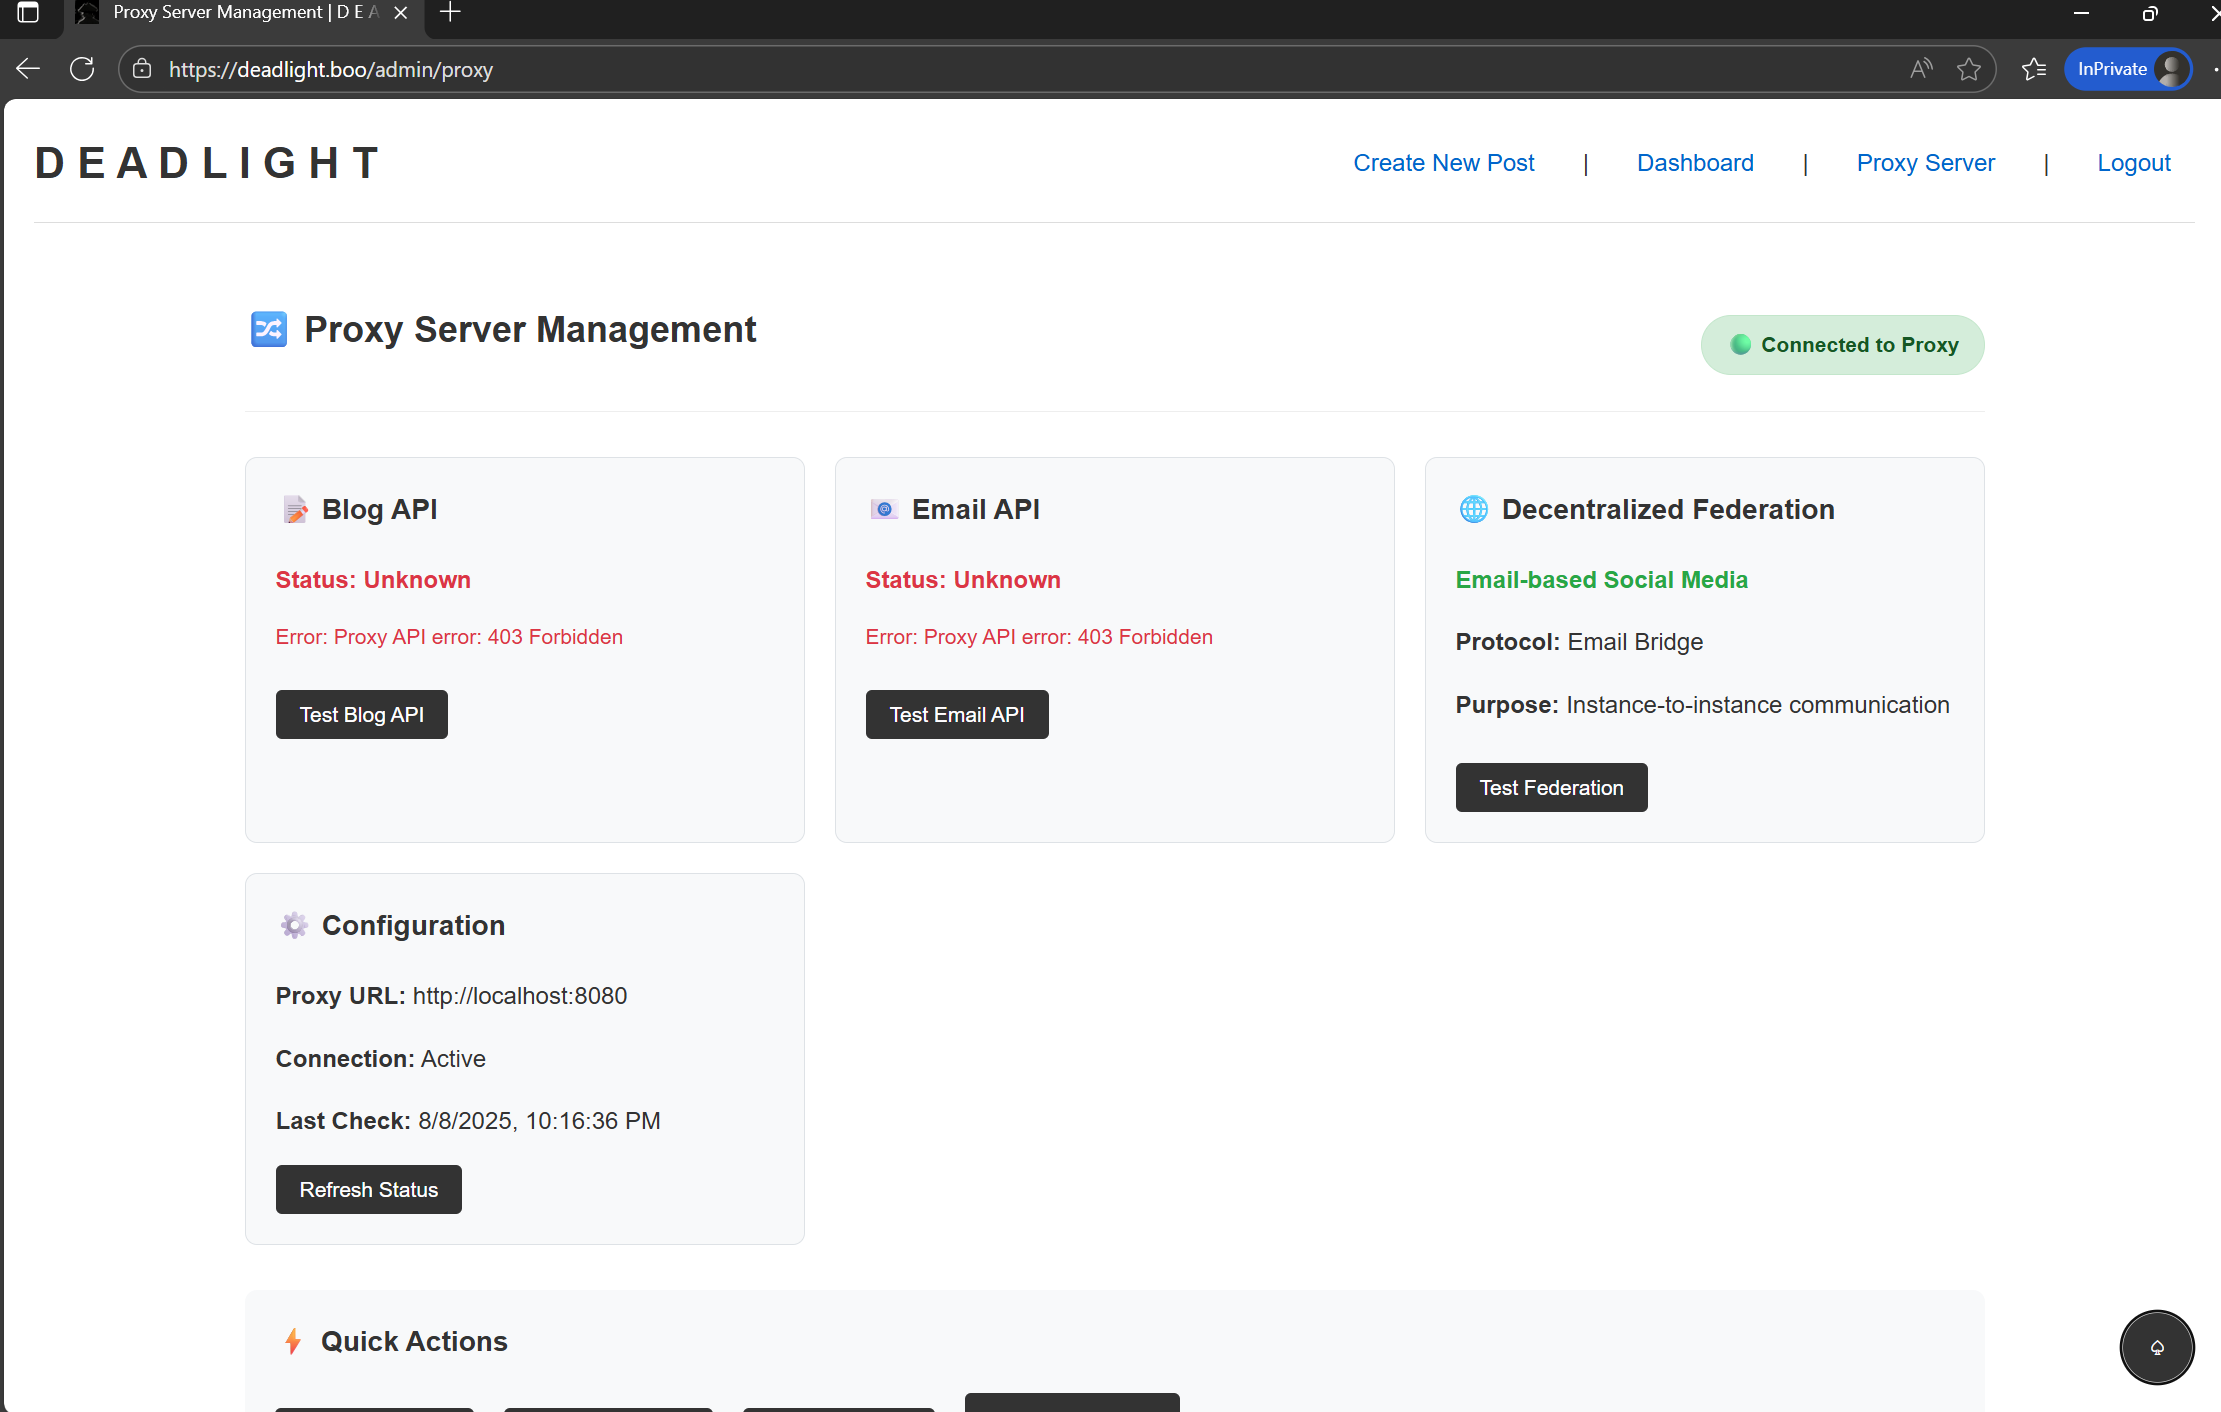 Proxy Server Management | D E A
https://deadlight.boo/admin/proxy
InPrivate
D E A D L I G H T
Create New Post | Dashboard | Proxy Server | Logout
Proxy Server Management
Connected to Proxy
Blog API
Status: Unknown
Error: Proxy API error: 403 Forbidden
Test Blog API
Email API
Status: Unknown
Error: Proxy API error: 403 Forbidden
Test Email API
Decentralized Federation
Email-based Social Media
Protocol: Email Bridge
Purpose: Instance-to-instance communication
Test Federation
Configuration
Proxy URL: http://localhost:8080
Connection: Active
Last Check: 8/8/2025, 10:16:36 PM
Refresh Status
Quick Actions